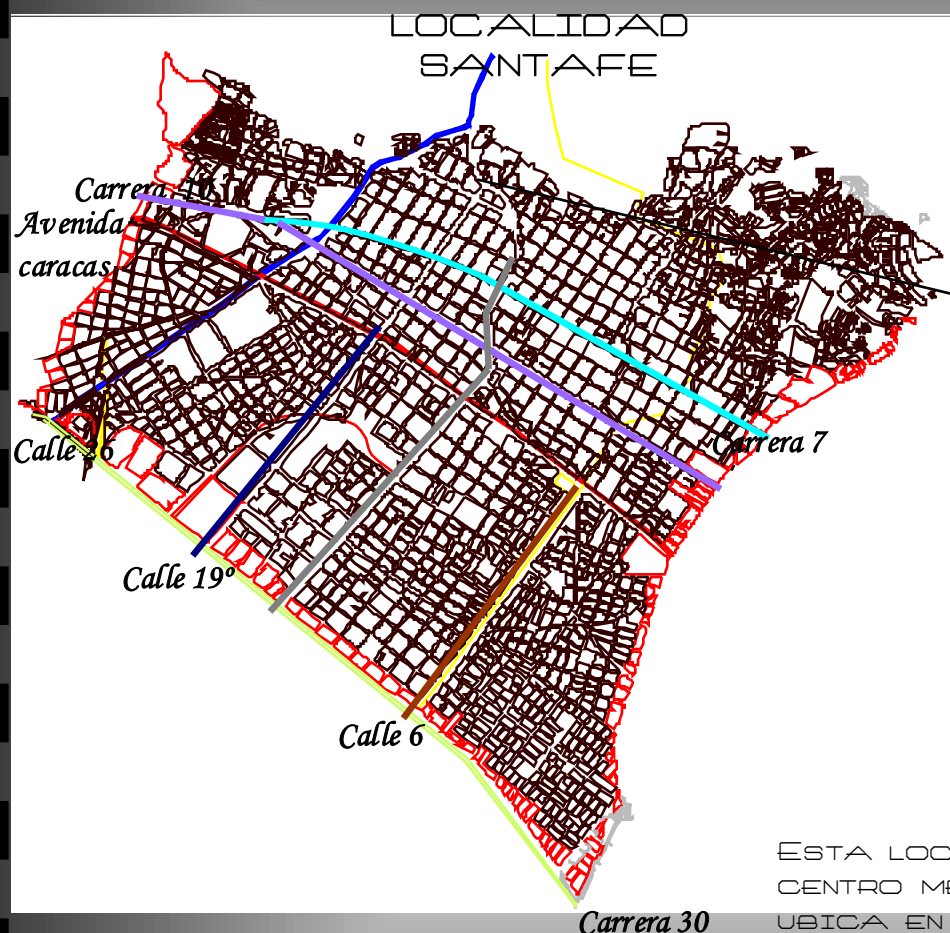 LOCALIDAD
SANTAFE
Carrera 10
Avenida
caracas
Calle 26
Carrera 7
Calle 19º
Calle 6
ESTA LOC
CENTRO ME
UBICA EN
Carrera 30